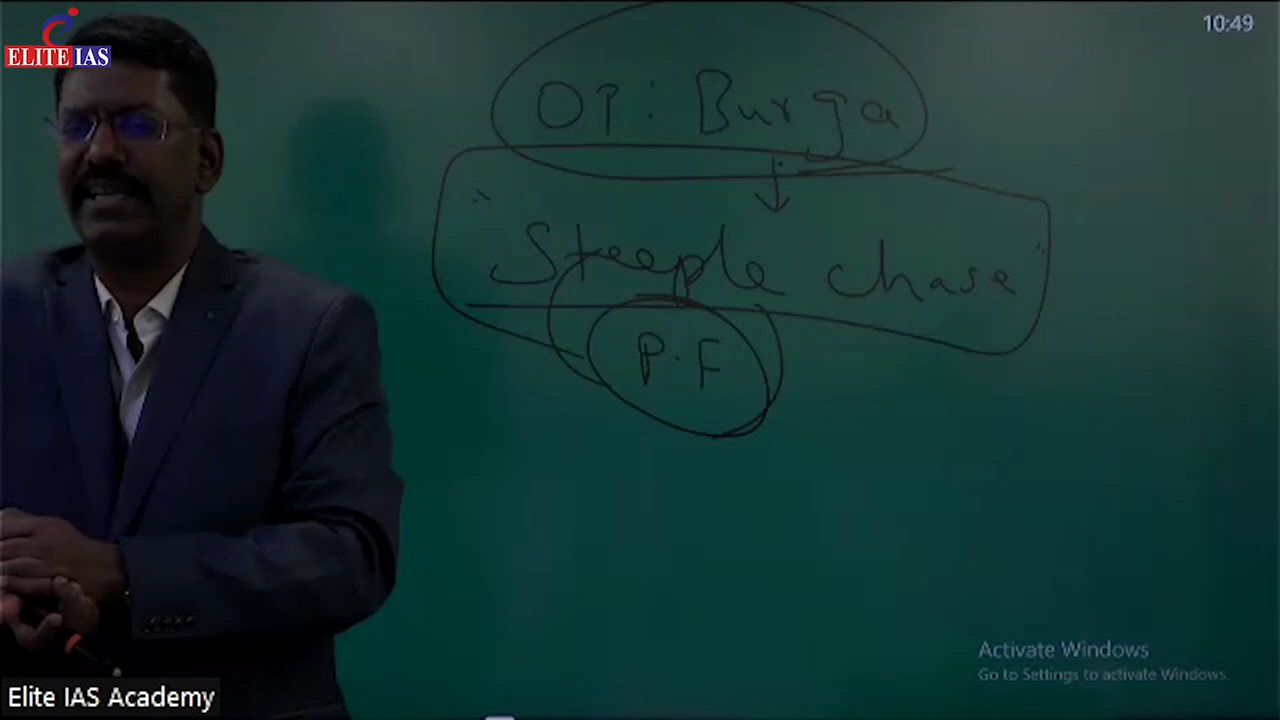 ELITE IAS
10:49
OP: Burga
Steeple chase
P.F
Activate Windows
Go to Settings to activate Windows.
Elite IAS Academy